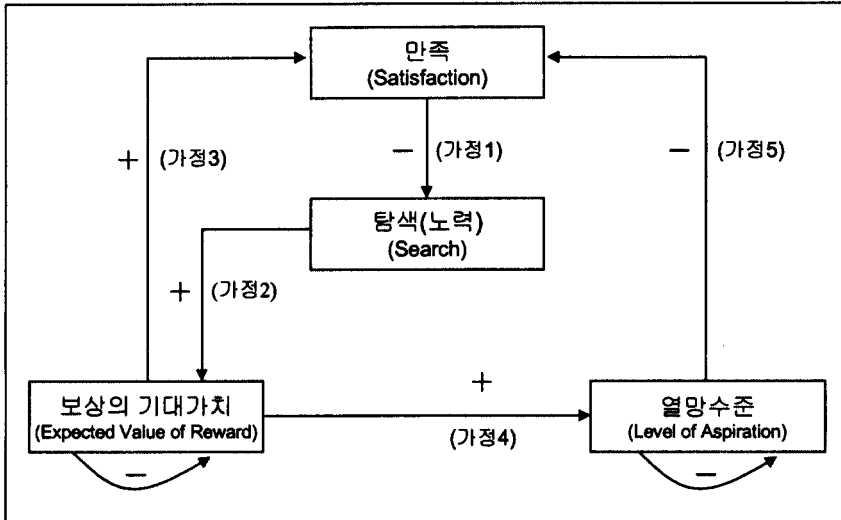 만족
(Satisfaction)
+ (가정3)
− (가정1)
− (가정5)
탐색(노력)
(Search)
+ (가정2)
보상의 기대가치
(Expected Value of Reward)
+
(가정4)
열망수준
(Level of Aspiration)
−
−